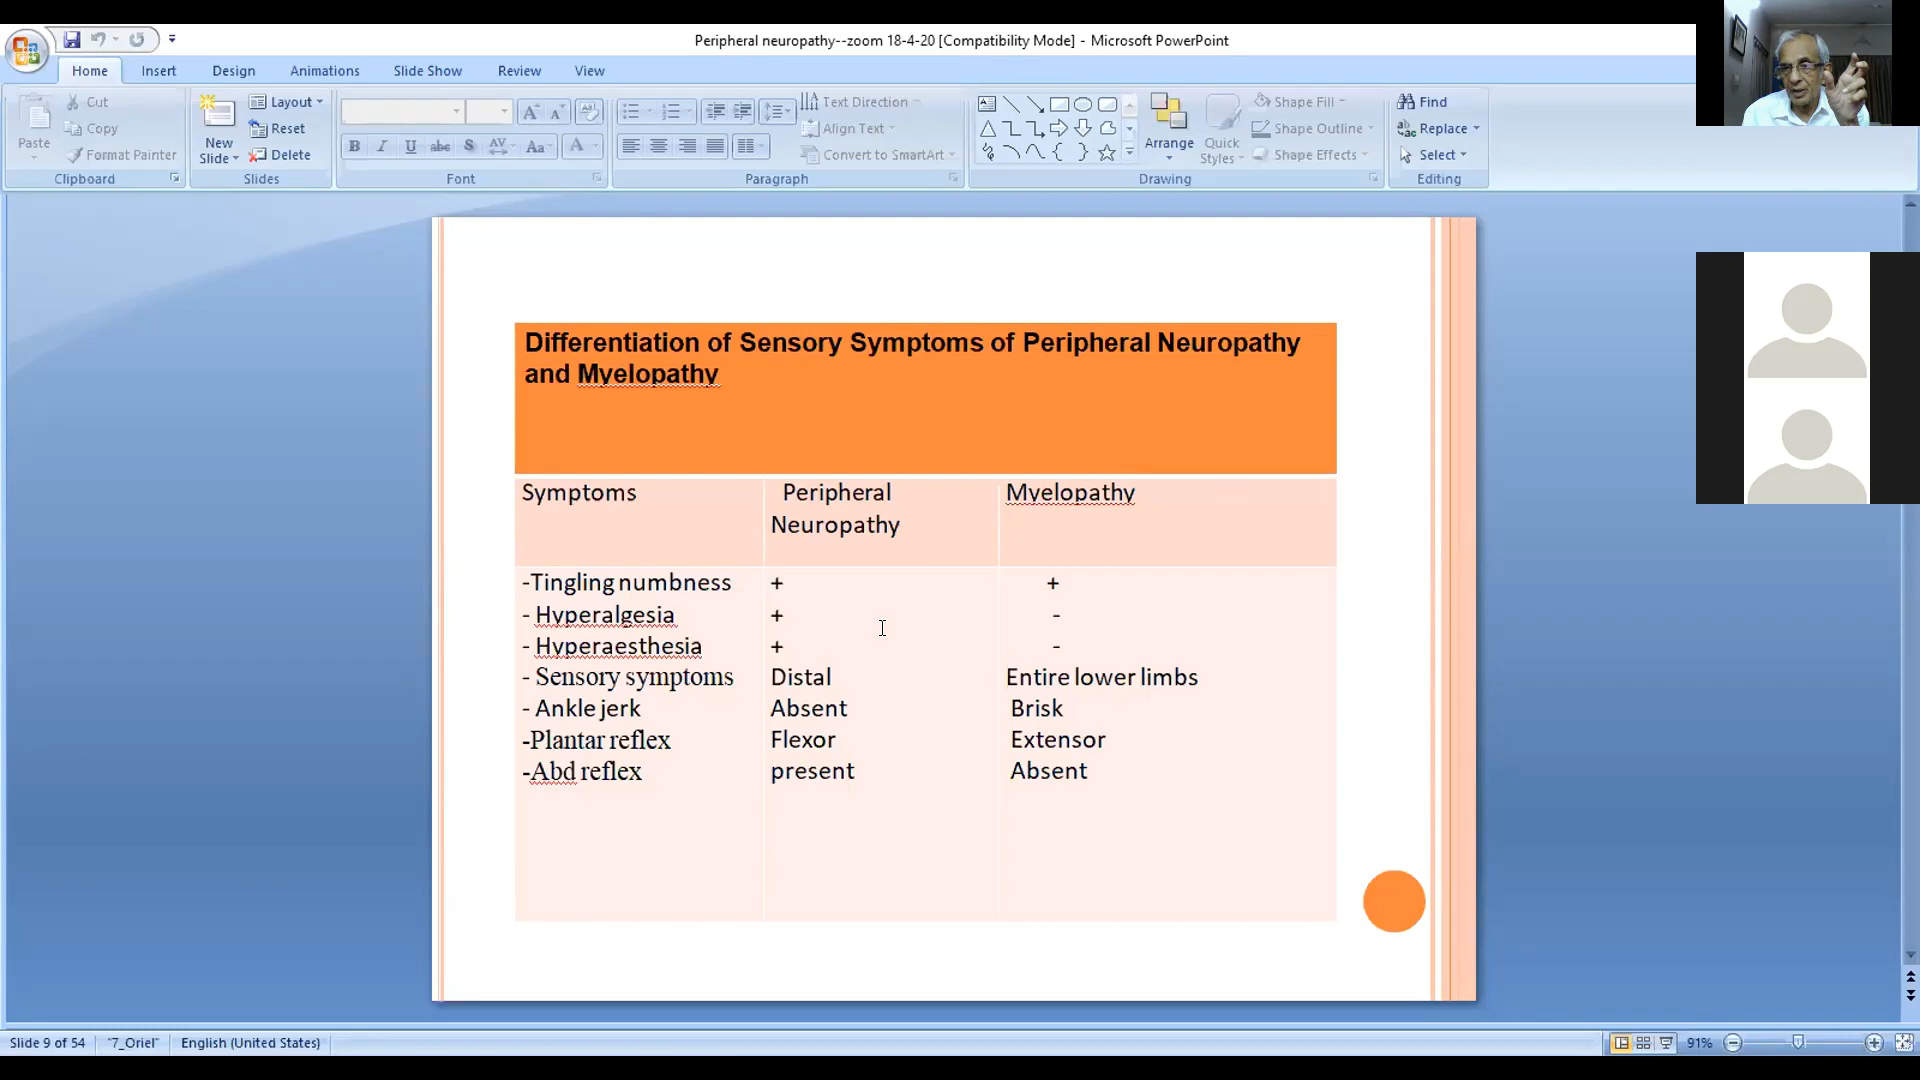 Peripheral neuropathy--zoom 18-4-20 [Compatibility Mode] - Microsoft PowerPoint
Home Insert Design Animations Slide Show Review View
Cut
Copy
Format Painter
Paste
Clipboard
New
Slide
Layout
Reset
Delete
Slides
B I U abc S AV Aa A
Font
Text Direction
Align Text
Convert to SmartArt
Paragraph
Arrange
Quick
Styles
Shape Fill
Shape Outline
Shape Effects
Drawing
Find
Replace
Select
Editing
Differentiation of Sensory Symptoms of Peripheral Neuropathy
and Myelopathy
Symptoms Peripheral Neuropathy Myelopathy
-Tingling numbness + +
- Hyperalgesia + -
- Hyperaesthesia + -
- Sensory symptoms Distal Entire lower limbs
- Ankle jerk Absent Brisk
-Plantar reflex Flexor Extensor
-Abd reflex present Absent
Slide 9 of 54 "7_Oriel" English (United States) 91%